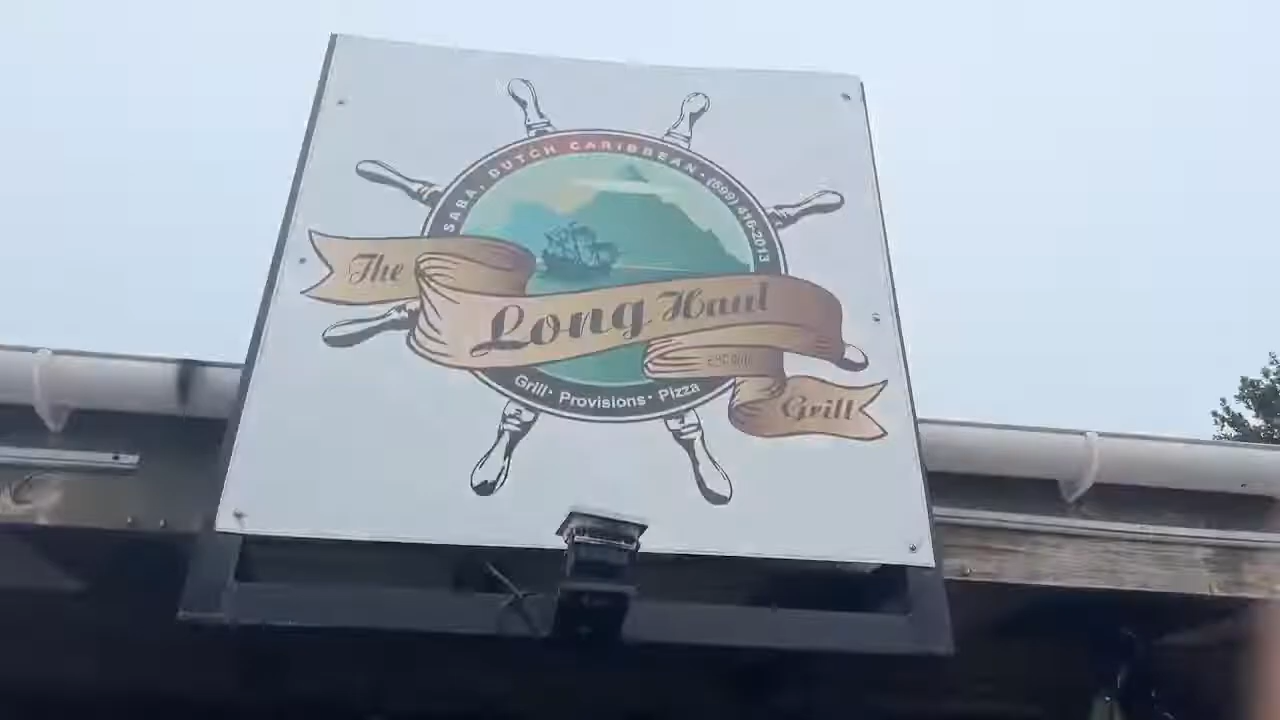 SABA, DUTCH CARIBBEAN • (599) 416-2013
The
Long Haul
Grill
Grill • Provisions • Pizza